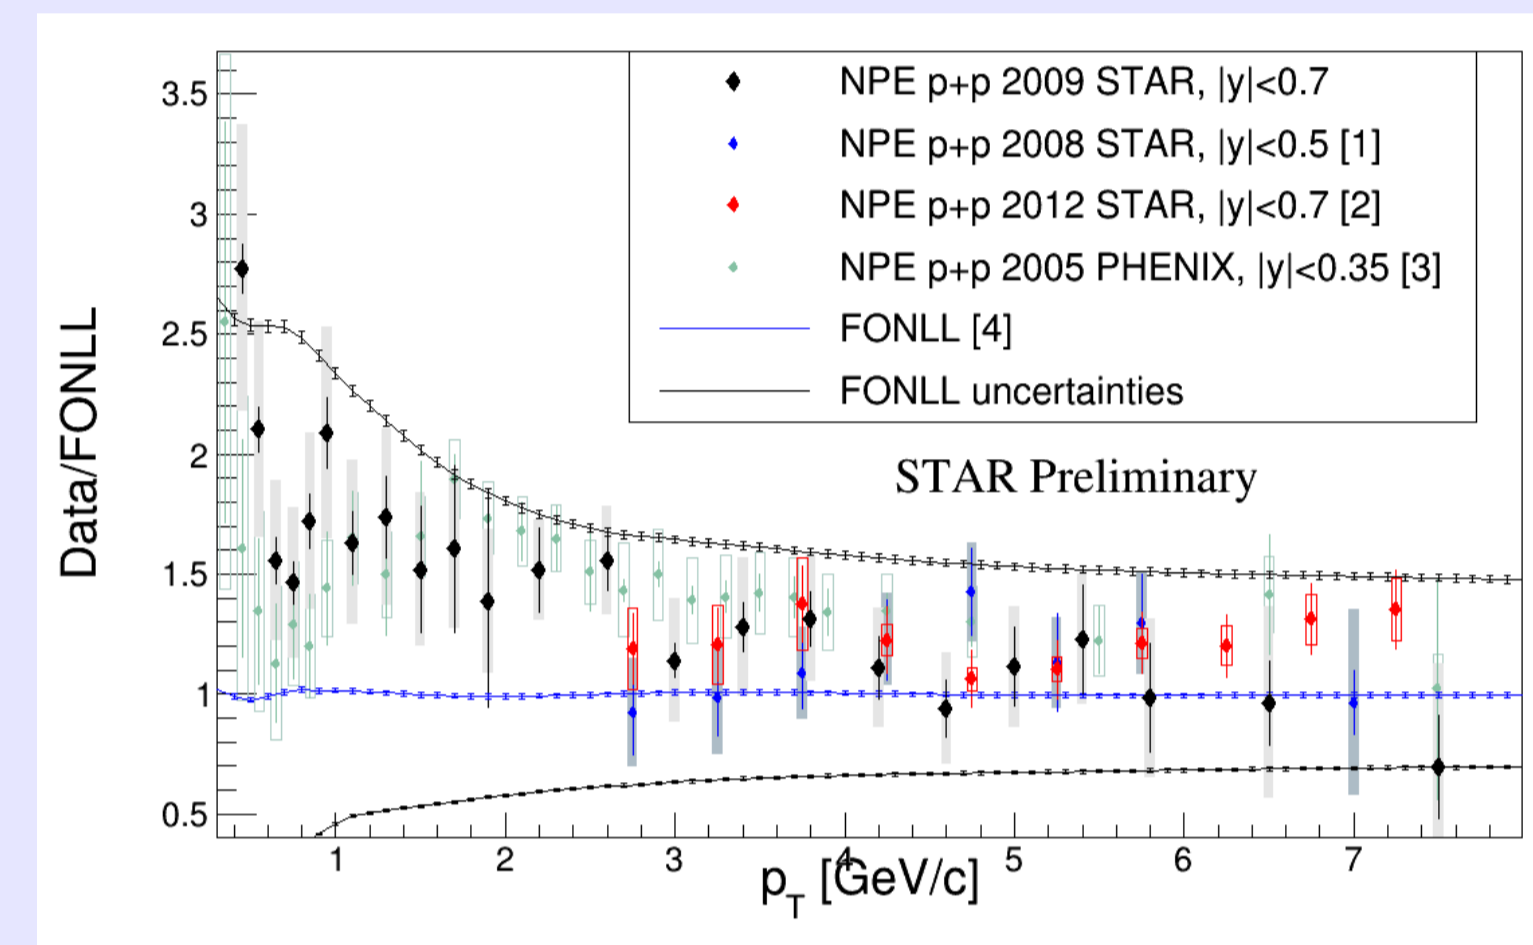 3.5
3
2.5
2
1.5
1
0.5
Data/FONLL
NPE p+p 2009 STAR, |y|<0.7
NPE p+p 2008 STAR, |y|<0.5 [1]
NPE p+p 2012 STAR, |y|<0.7 [2]
NPE p+p 2005 PHENIX, |y|<0.35 [3]
FONLL [4]
FONLL uncertainties
STAR Preliminary
1 2 3 4 5 6 7
p_T [GeV/c]